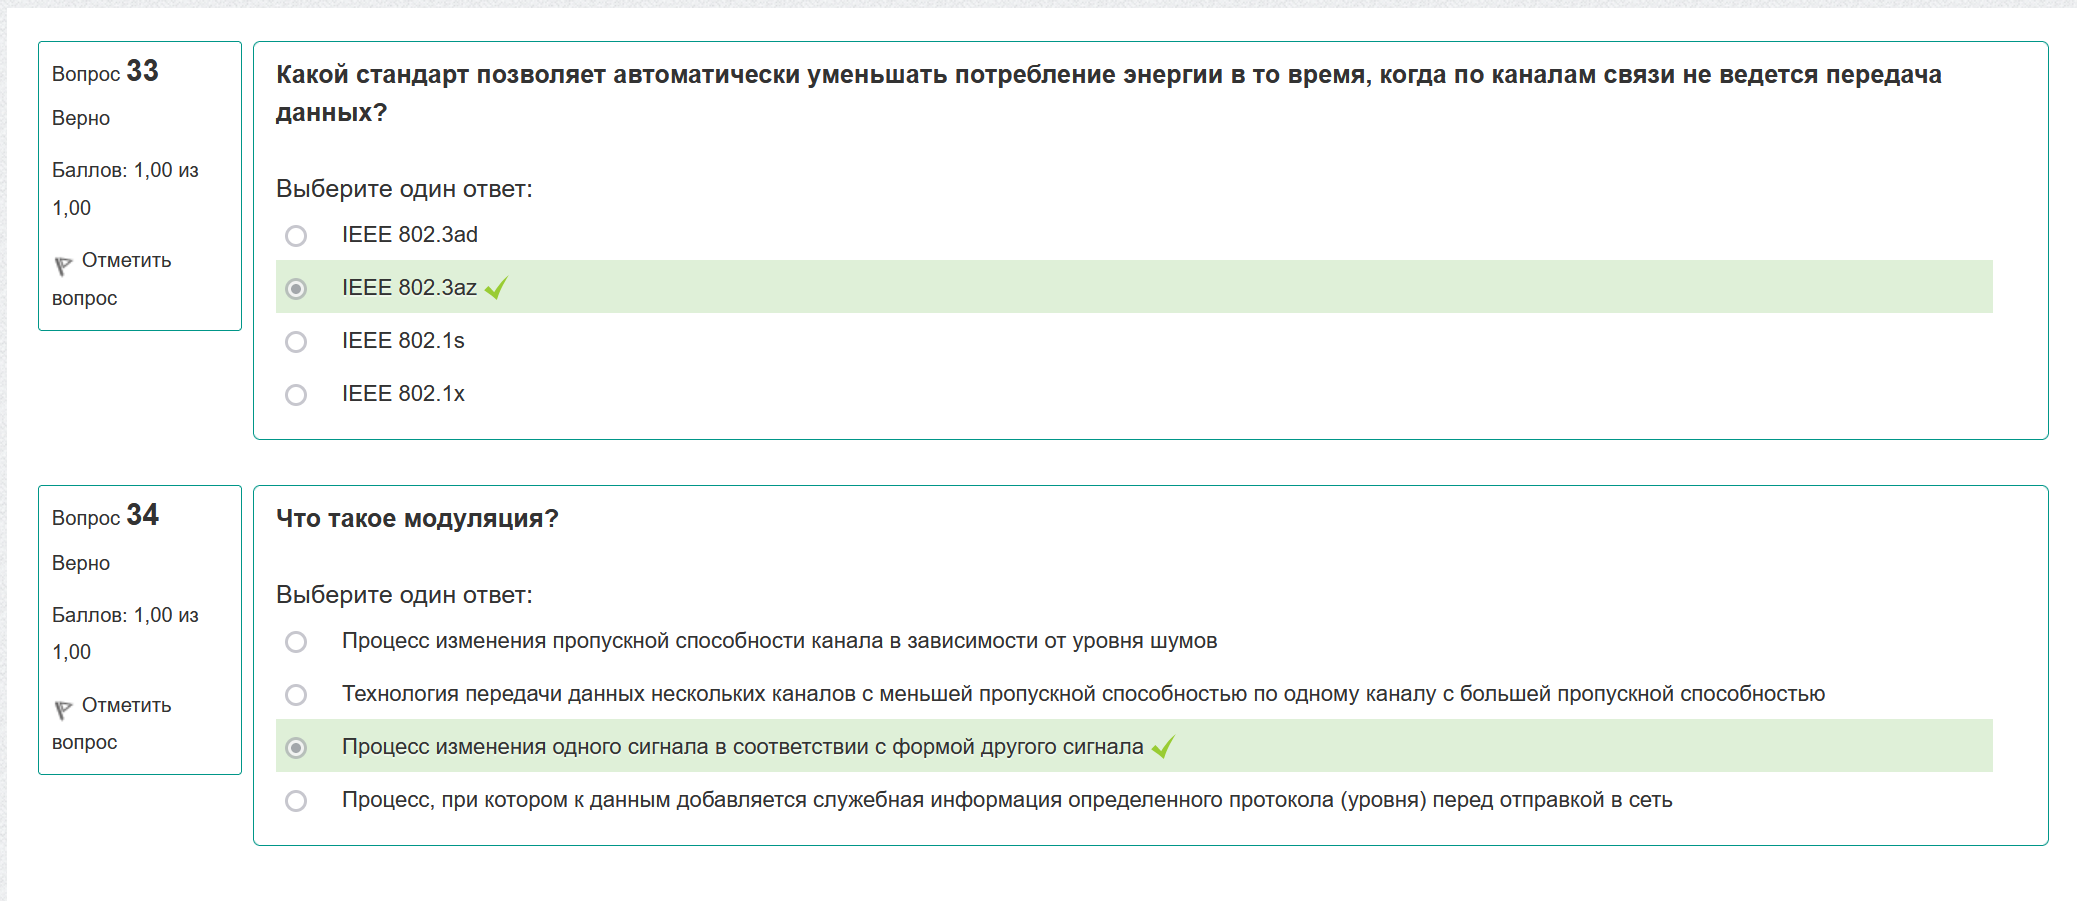 Вопрос 33
Верно
Баллов: 1,00 из
1,00
Отметить
вопрос
Какой стандарт позволяет автоматически уменьшать потребление энергии в то время, когда по каналам связи не ведется передача
данных?
Выберите один ответ:
IEEE 802.3ad
IEEE 802.3az
IEEE 802.1s
IEEE 802.1x
Вопрос 34
Верно
Баллов: 1,00 из
1,00
Отметить
вопрос
Что такое модуляция?
Выберите один ответ:
Процесс изменения пропускной способности канала в зависимости от уровня шумов
Технология передачи данных нескольких каналов с меньшей пропускной способностью по одному каналу с большей пропускной способностью
Процесс изменения одного сигнала в соответствии с формой другого сигнала
Процесс, при котором к данным добавляется служебная информация определенного протокола (уровня) перед отправкой в сеть